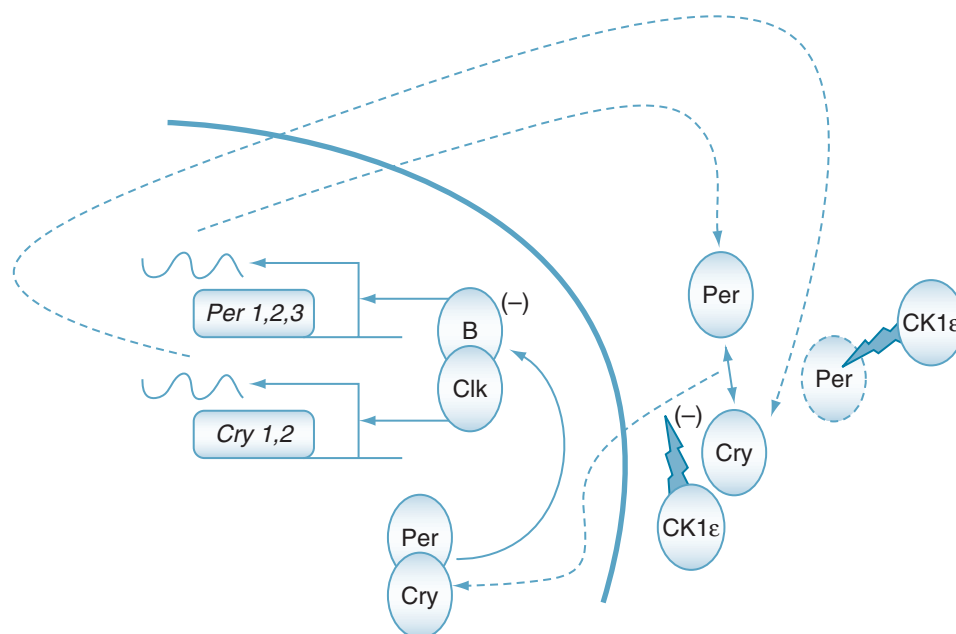 Per 1,2,3
B
(–)
Clk
Cry 1,2
Per
Cry
Per
Cry
(–)
CK1ε
Per
CK1ε